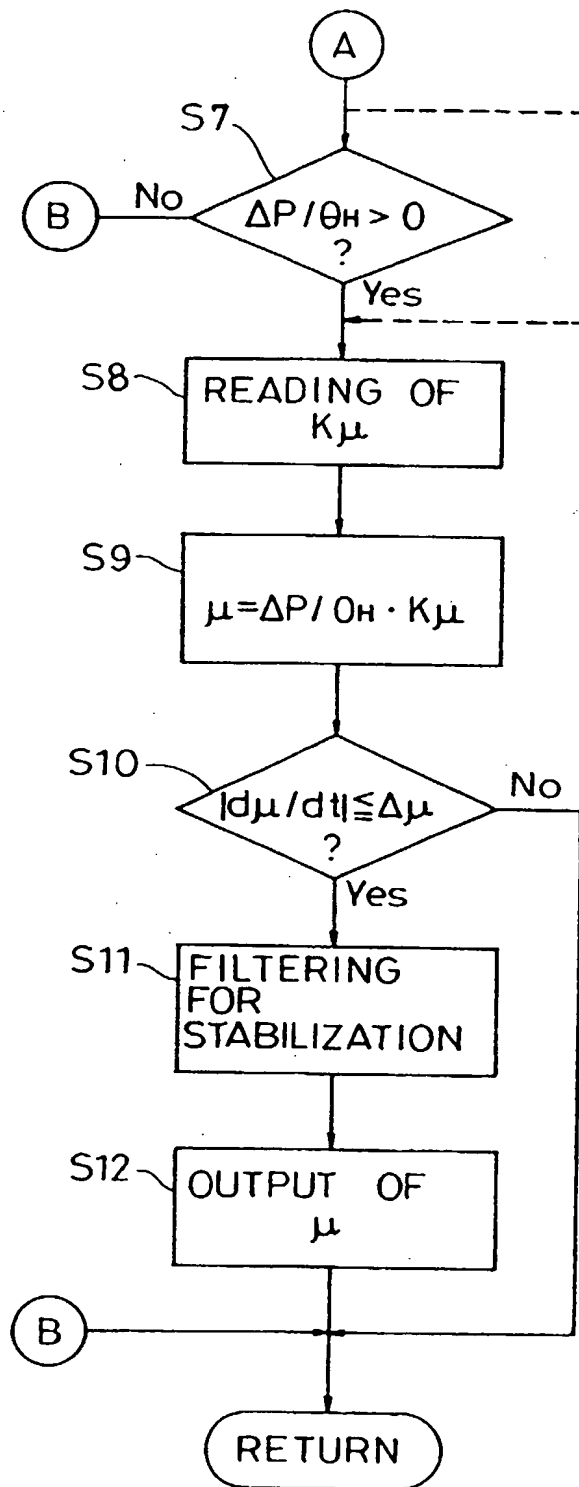 A
S7
B
No
ΔP/θH > 0
?
Yes
S8
READING OF
Kμ
S9
μ=ΔP/OH · Kμ
S10
|dμ/dt|≦Δμ
?
No
Yes
S11
FILTERING
FOR
STABILIZATION
S12
OUTPUT OF
μ
B
RETURN